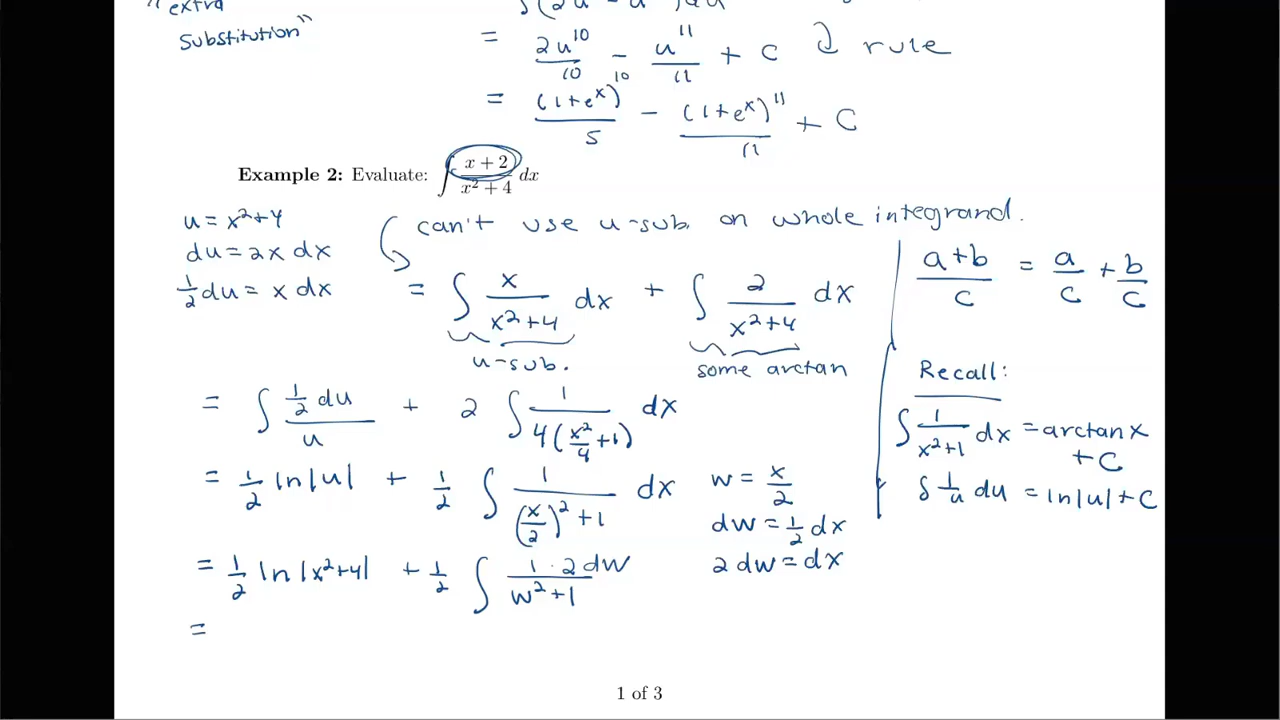 "extra
substitution"
= 2u^10/10 - u^11/11 + C ⤸ rule
= (1+e^x)^10/5 - (1+e^x)^11/11 + C
Example 2: Evaluate: ∫ (x + 2)/(x² + 4) dx
u = x²+4
du = 2x dx
½ du = x dx
can't use u-sub. on whole integrand.
= ∫ x/(x²+4) dx + ∫ 2/(x²+4) dx
u-sub. some arctan
(a+b)/c = a/c + b/c
= ∫ ½ du/u + 2 ∫ 1/(4(x²/4 + 1)) dx
= ½ ln|u| + ½ ∫ 1/((x/2)² + 1) dx
w = x/2
dw = ½ dx
2 dw = dx
= ½ ln|x²+4| + ½ ∫ (1 · 2dw)/(w²+1)
=
Recall:
∫ 1/(x²+1) dx = arctan x
+ C
∫ 1/u du = ln|u| + C
1 of 3